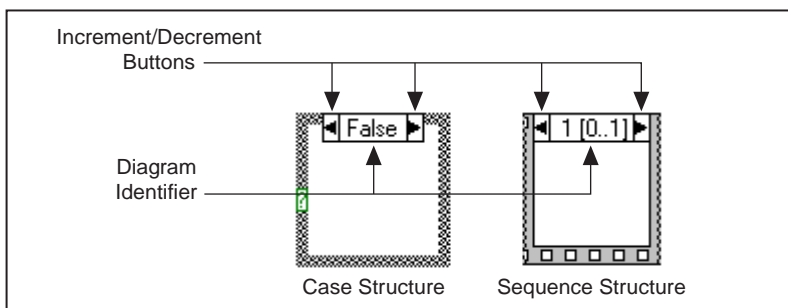 Increment/Decrement
Buttons
False
1 [0..1]
Diagram
Identifier
?
Case Structure
Sequence Structure